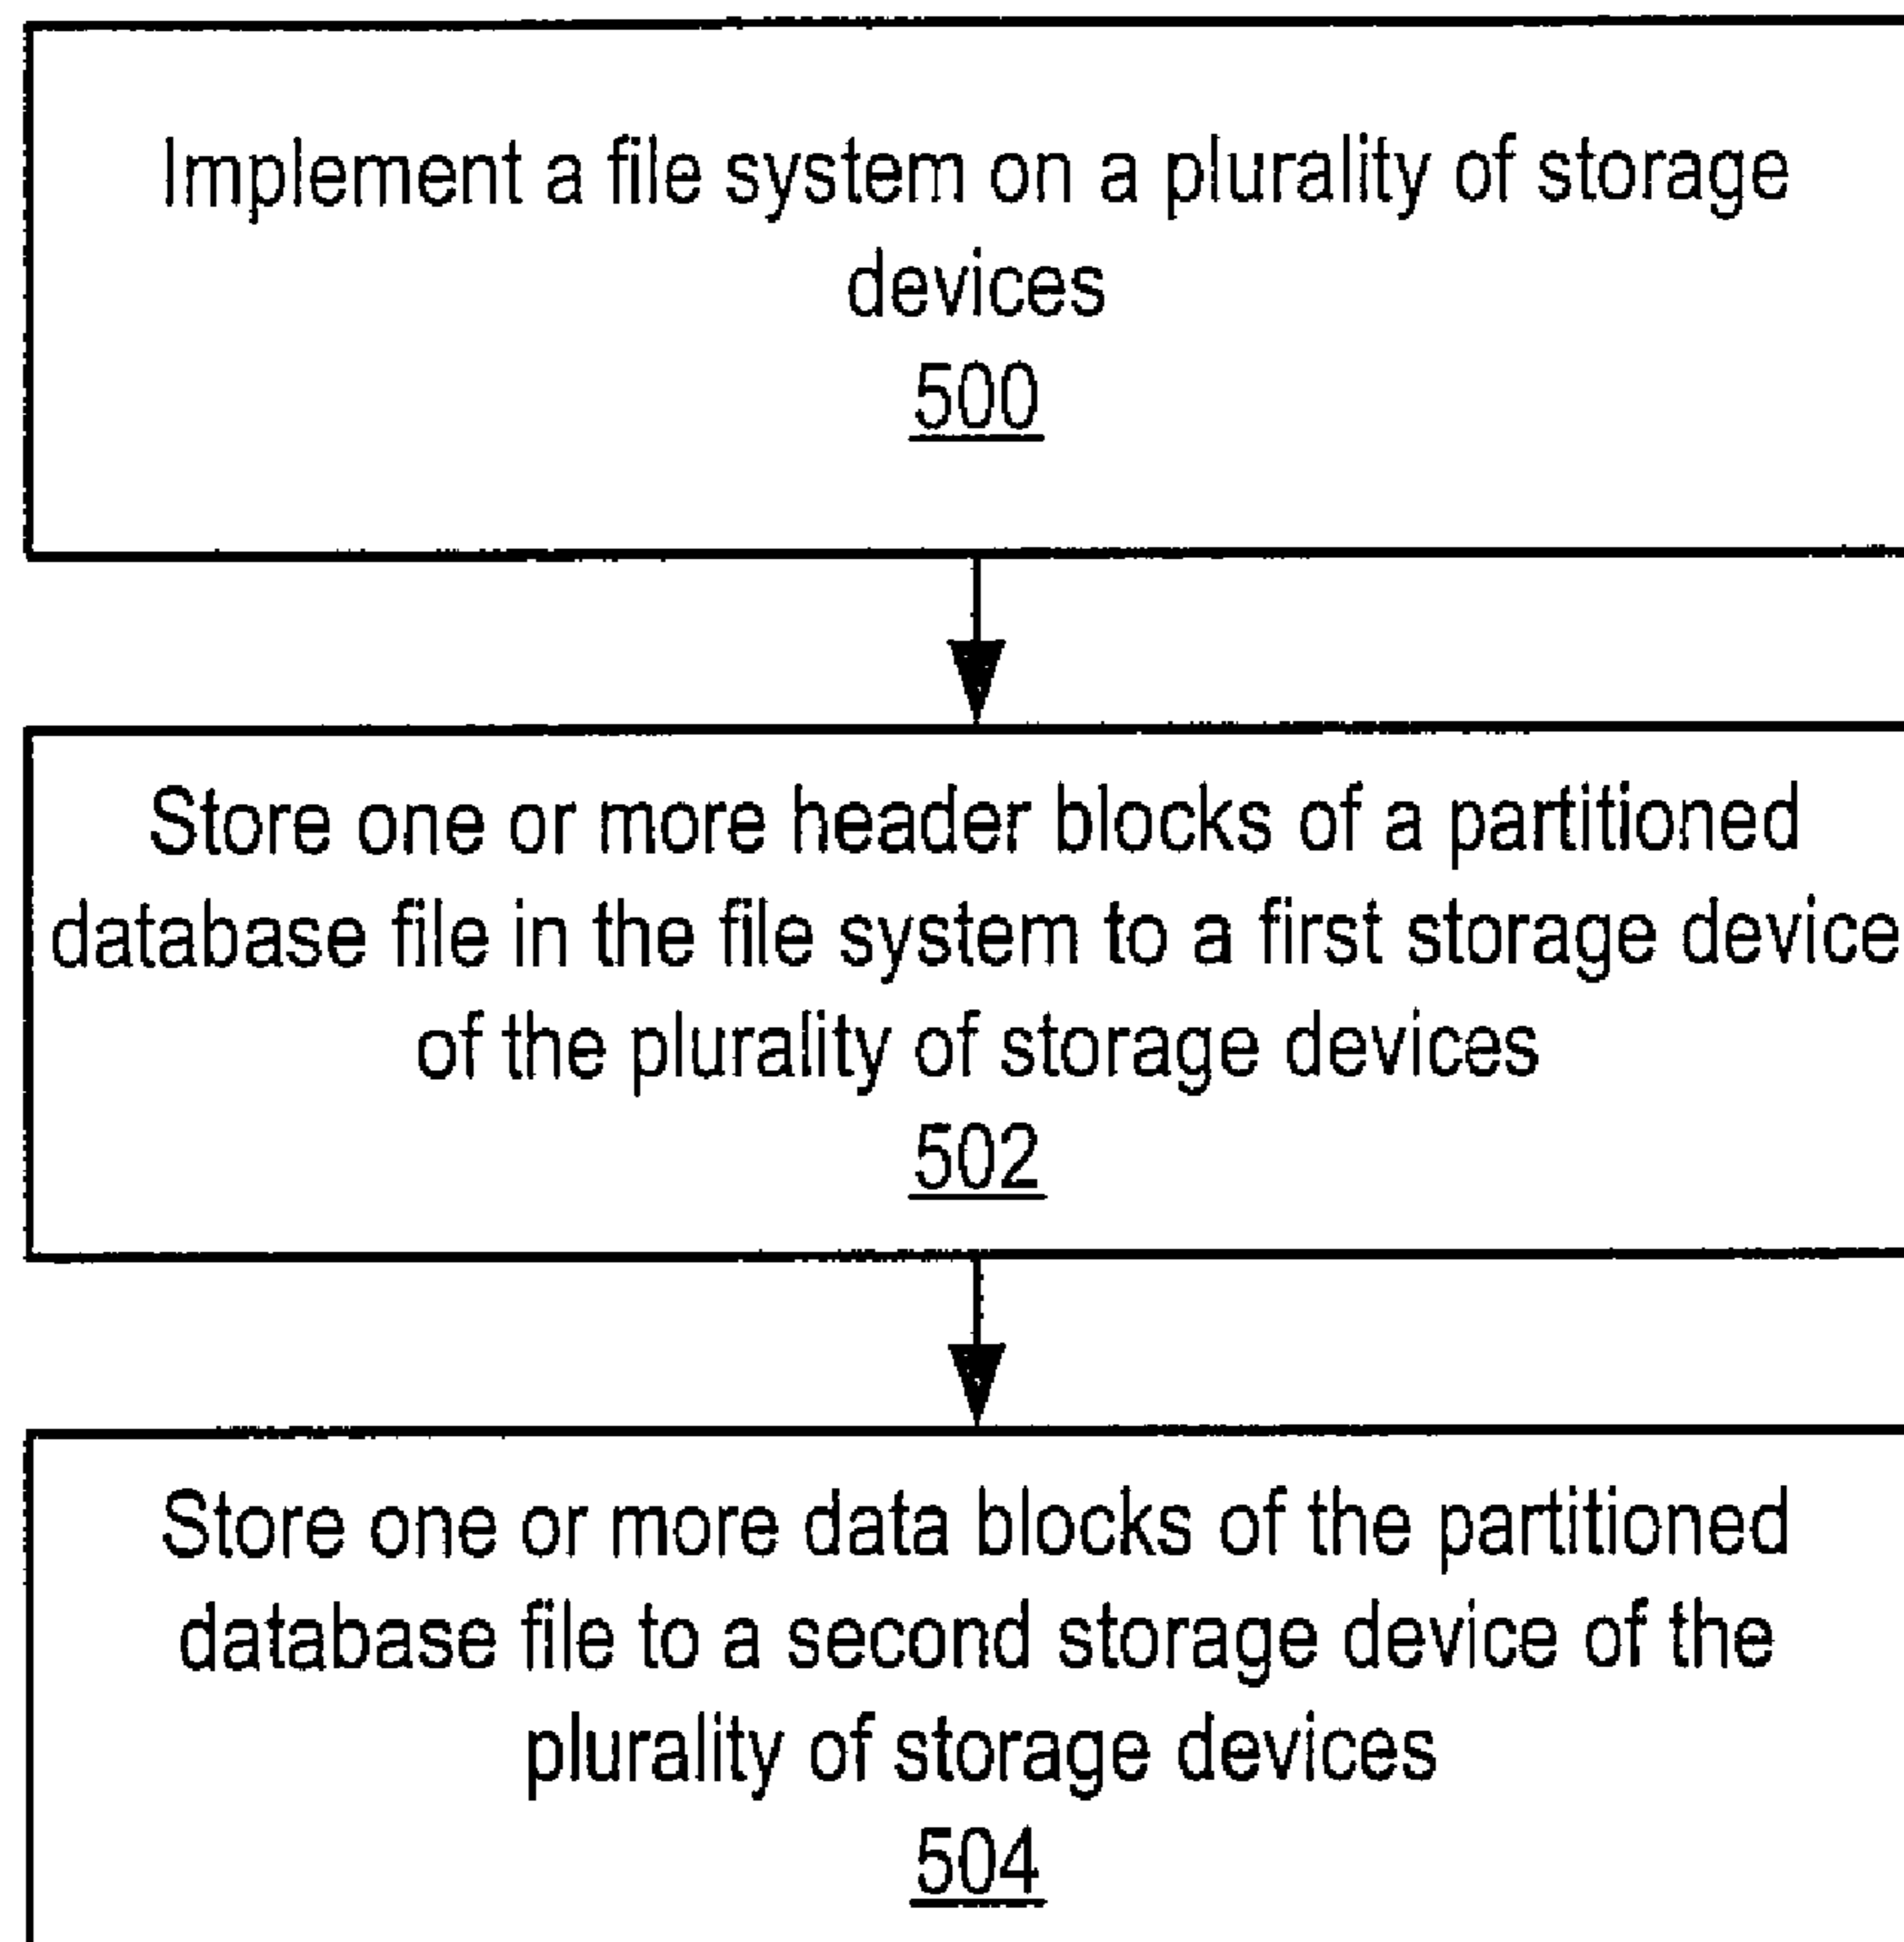 Implement a file system on a plurality of storage
devices
500
Store one or more header blocks of a partitioned
database file in the file system to a first storage device
of the plurality of storage devices
502
Store one or more data blocks of the partitioned
database file to a second storage device of the
plurality of storage devices
504